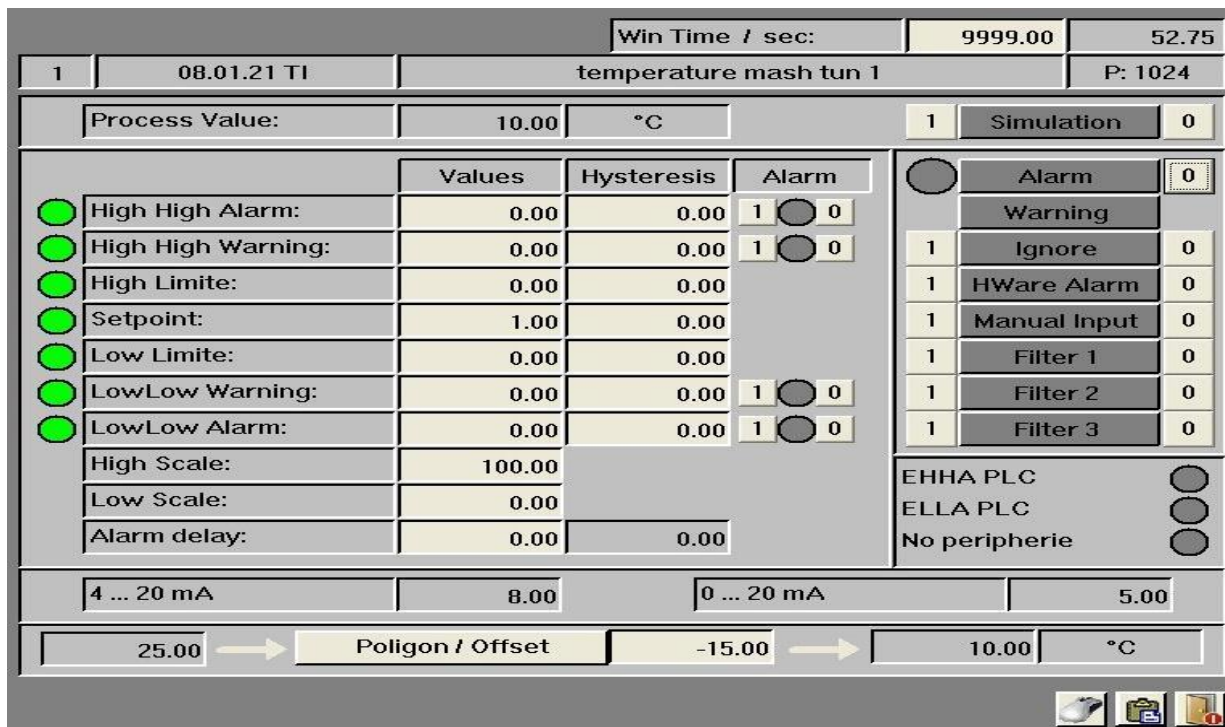 Win Time / sec: 9999.00 52.75
1 08.01.21 TI temperature mash tun 1 P: 1024
Process Value: 10.00 °C 1 Simulation 0
Values Hysteresis Alarm Alarm 0
High High Alarm: 0.00 0.00 1 0 Warning
High High Warning: 0.00 0.00 1 0 1 Ignore 0
High Limite: 0.00 0.00 1 HWare Alarm 0
Setpoint: 1.00 0.00 1 Manual Input 0
Low Limite: 0.00 0.00 1 Filter 1 0
LowLow Warning: 0.00 0.00 1 0 1 Filter 2 0
LowLow Alarm: 0.00 0.00 1 0 1 Filter 3 0
High Scale: 100.00 EHHA PLC
Low Scale: 0.00 ELLA PLC
Alarm delay: 0.00 0.00 No peripherie
4 ... 20 mA 8.00 0 ... 20 mA 5.00
25.00 Poligon / Offset -15.00 10.00 °C